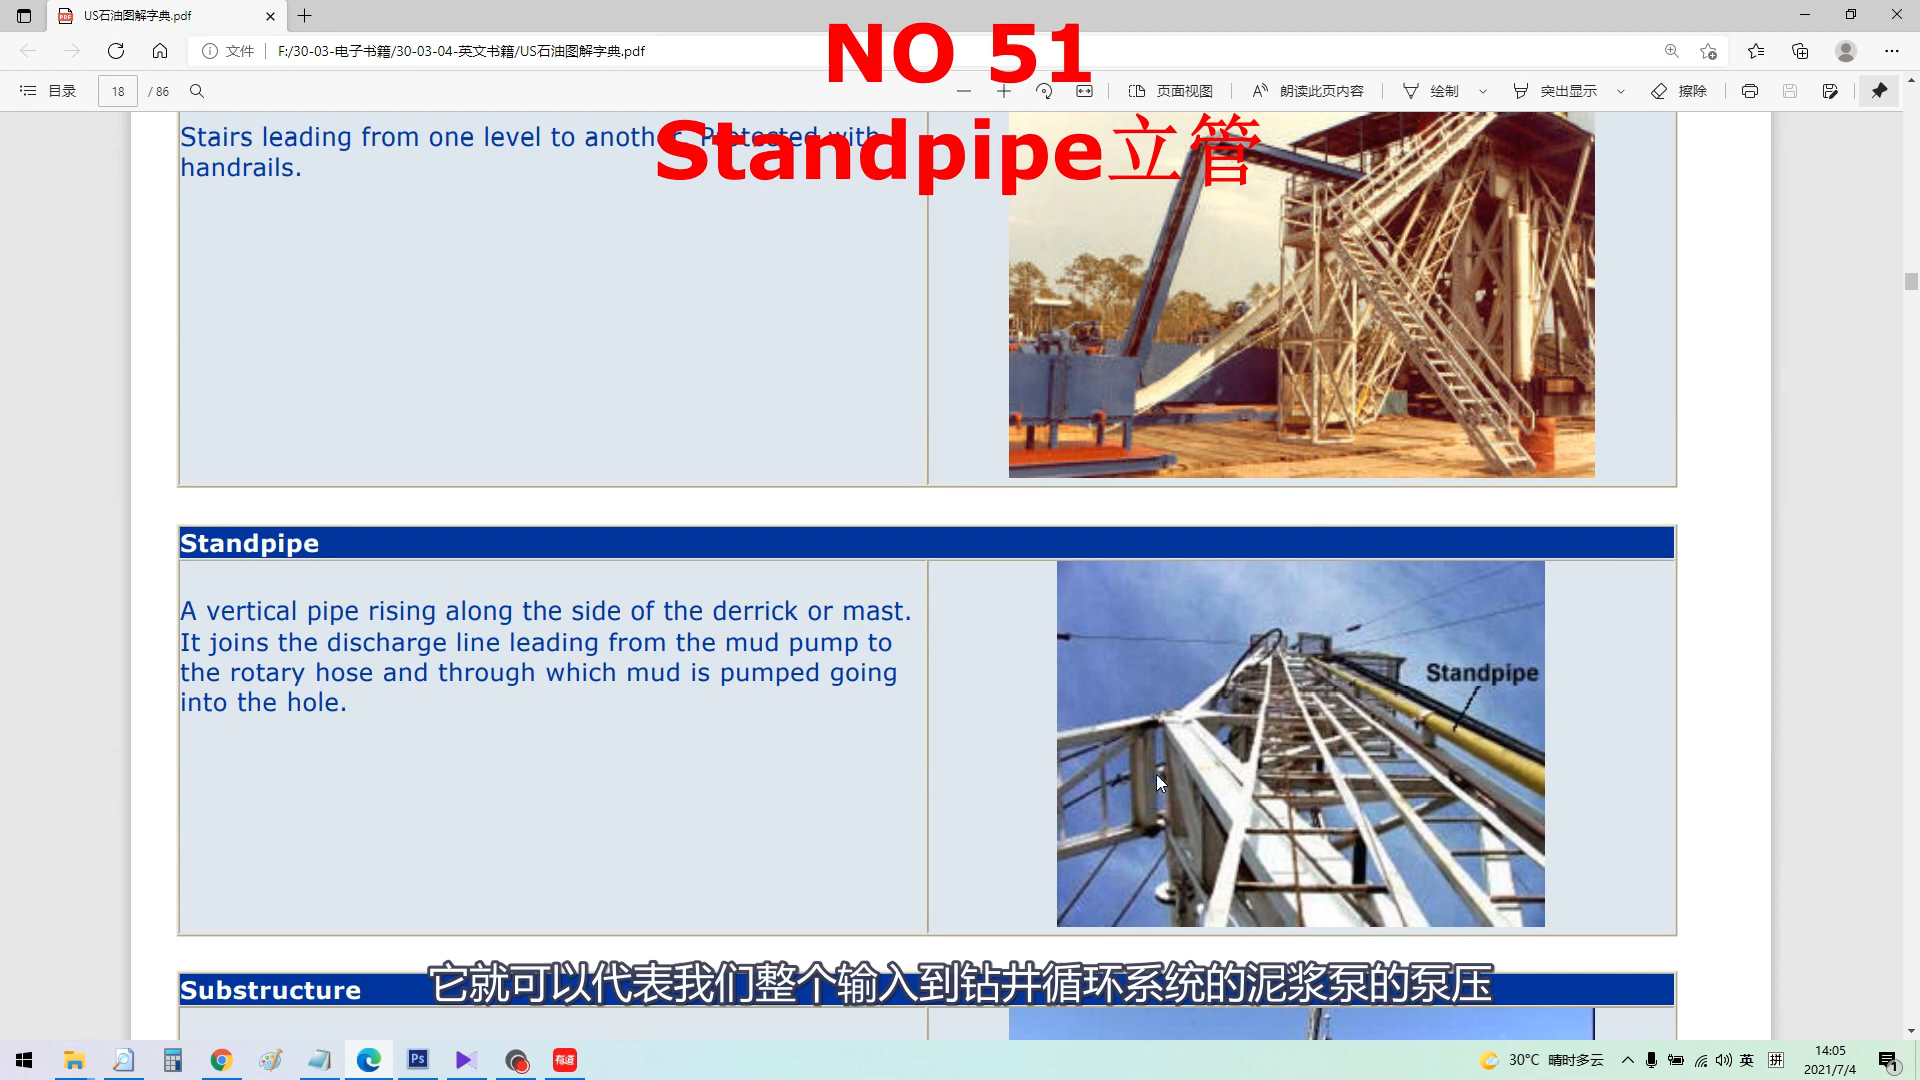 US石油图解字典.pdf
文件
F:/30-03-电子书籍/30-03-04-英文书籍/US石油图解字典.pdf
NO 51
目录
18
/ 86
页面视图
朗读此页内容
绘制
突出显示
擦除
Standpipe立管
Stairs leading from one level to another. Protected with
handrails.
Standpipe
A vertical pipe rising along the side of the derrick or mast.
It joins the discharge line leading from the mud pump to
the rotary hose and through which mud is pumped going
into the hole.
Standpipe
Substructure
它就可以代表我们整个输入到钻井循环系统的泥浆泵的泵压
Ps
有道
30°C 晴时多云
英
拼
14:05
2021/7/4
1